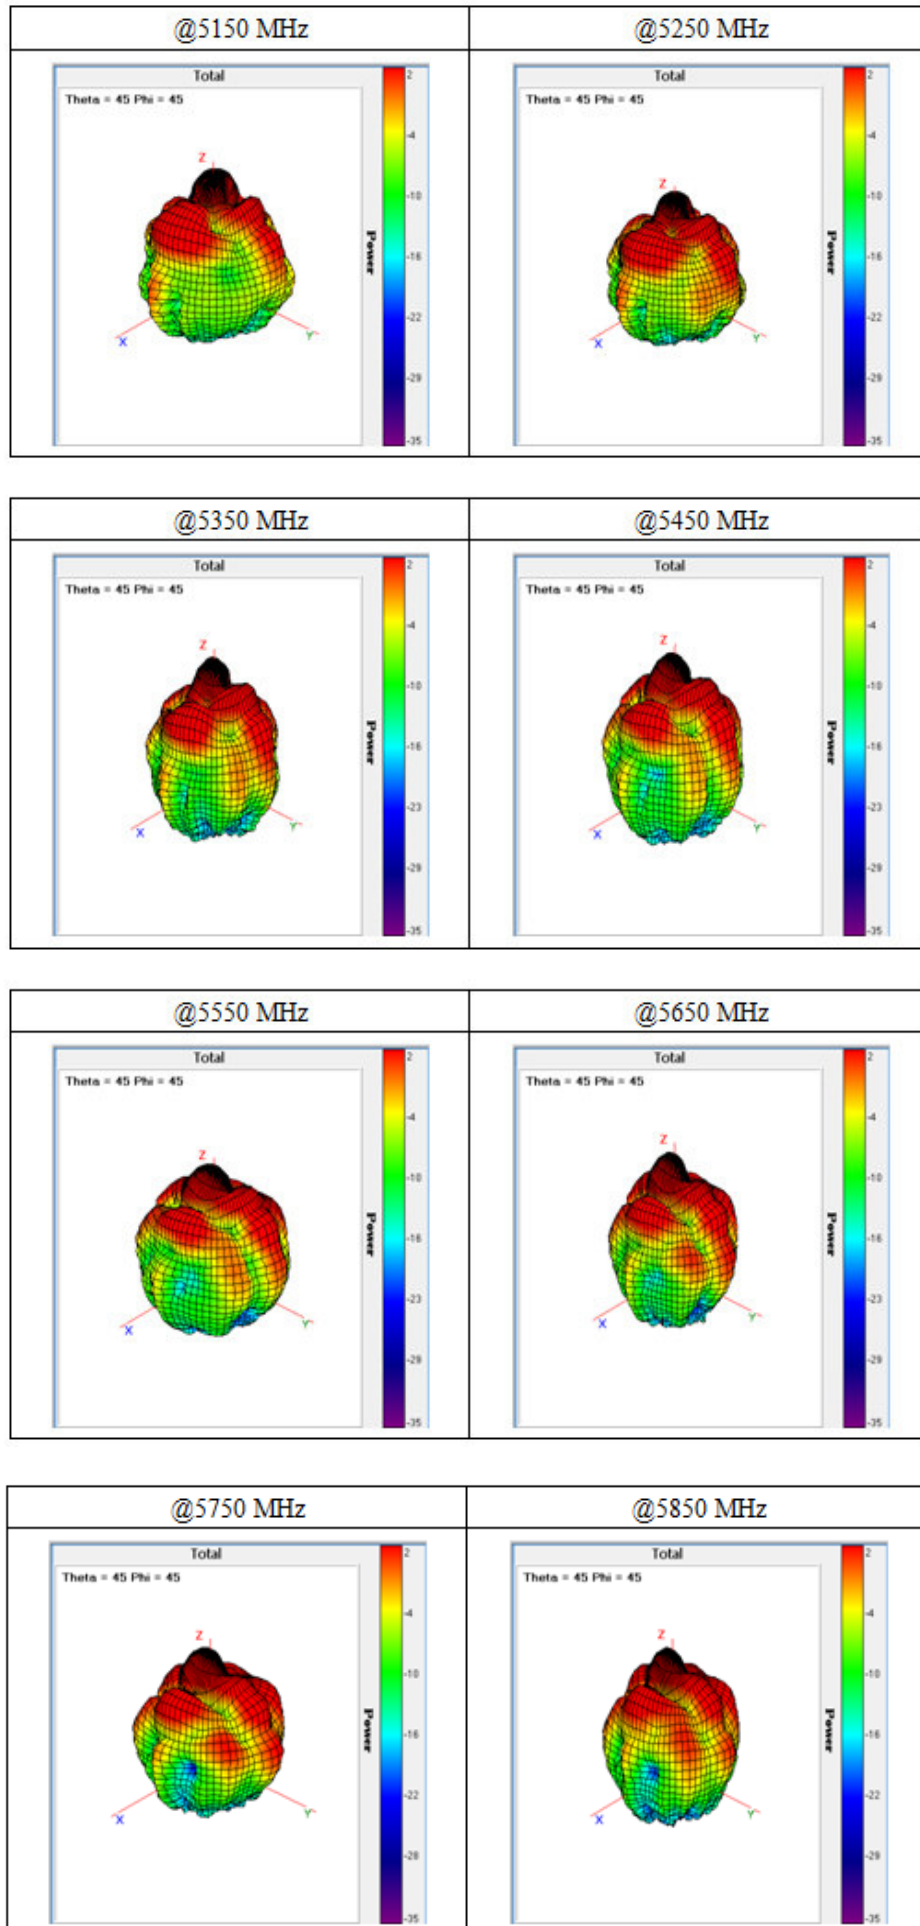 @5150 MHz
@5250 MHz
Total
Theta = 45 Phi = 45
Z
X
Y
Power
2
-4
-10
-16
-22
-29
-35
Total
Theta = 45 Phi = 45
Z
X
Y
Power
2
-4
-10
-16
-22
-29
-35
@5350 MHz
@5450 MHz
Total
Theta = 45 Phi = 45
Z
X
Y
Power
2
-4
-10
-16
-23
-29
-35
Total
Theta = 45 Phi = 45
Z
X
Y
Power
2
-4
-10
-16
-23
-29
-35
@5550 MHz
@5650 MHz
Total
Theta = 45 Phi = 45
Z
X
Y
Power
2
-4
-10
-16
-23
-29
-35
Total
Theta = 45 Phi = 45
Z
X
Y
Power
2
-4
-10
-16
-23
-29
-35
@5750 MHz
@5850 MHz
Total
Theta = 45 Phi = 45
Z
X
Y
Power
2
-4
-10
-16
-22
-29
-35
Total
Theta = 45 Phi = 45
Z
X
Y
Power
2
-4
-10
-16
-22
-29
-35